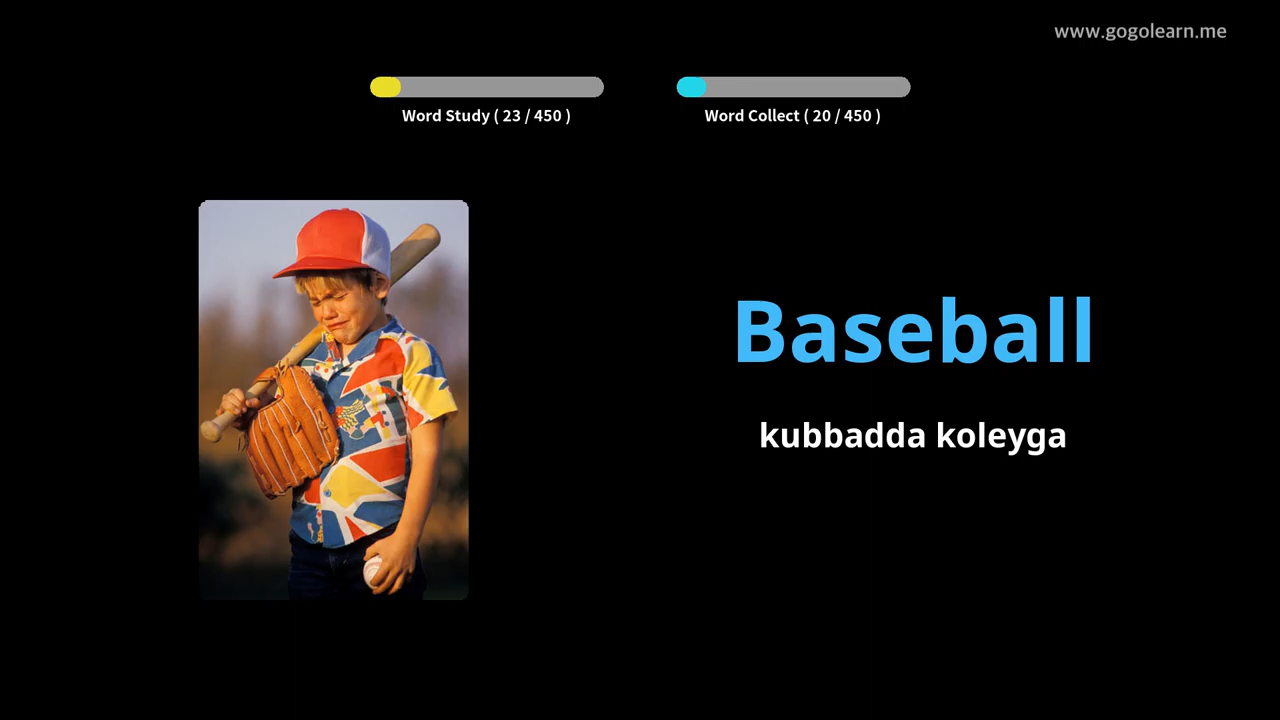 www.gogolearn.me
Word Study ( 23 / 450 )
Word Collect ( 20 / 450 )
Baseball
kubbadda koleyga